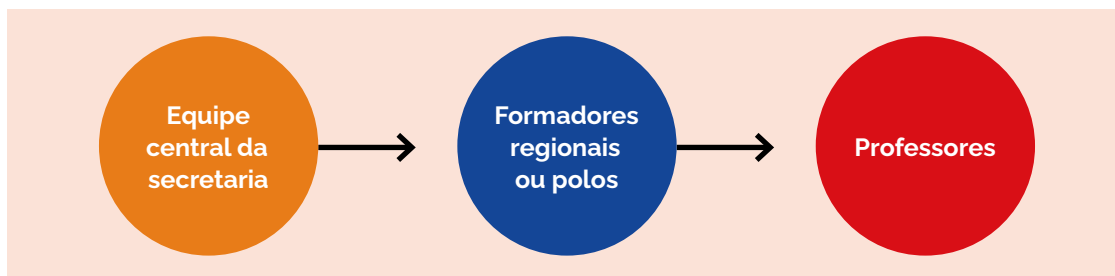 Equipe
central da
secretaria
Formadores
regionais
ou polos
Professores